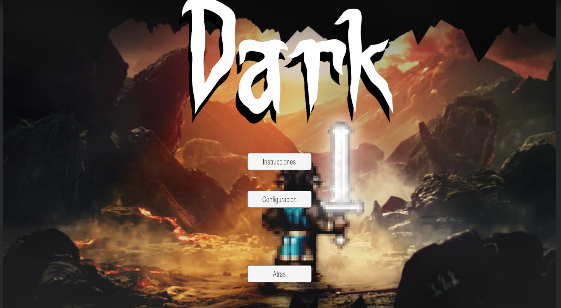 Dark
Instrucciones
Configuracion
Atras